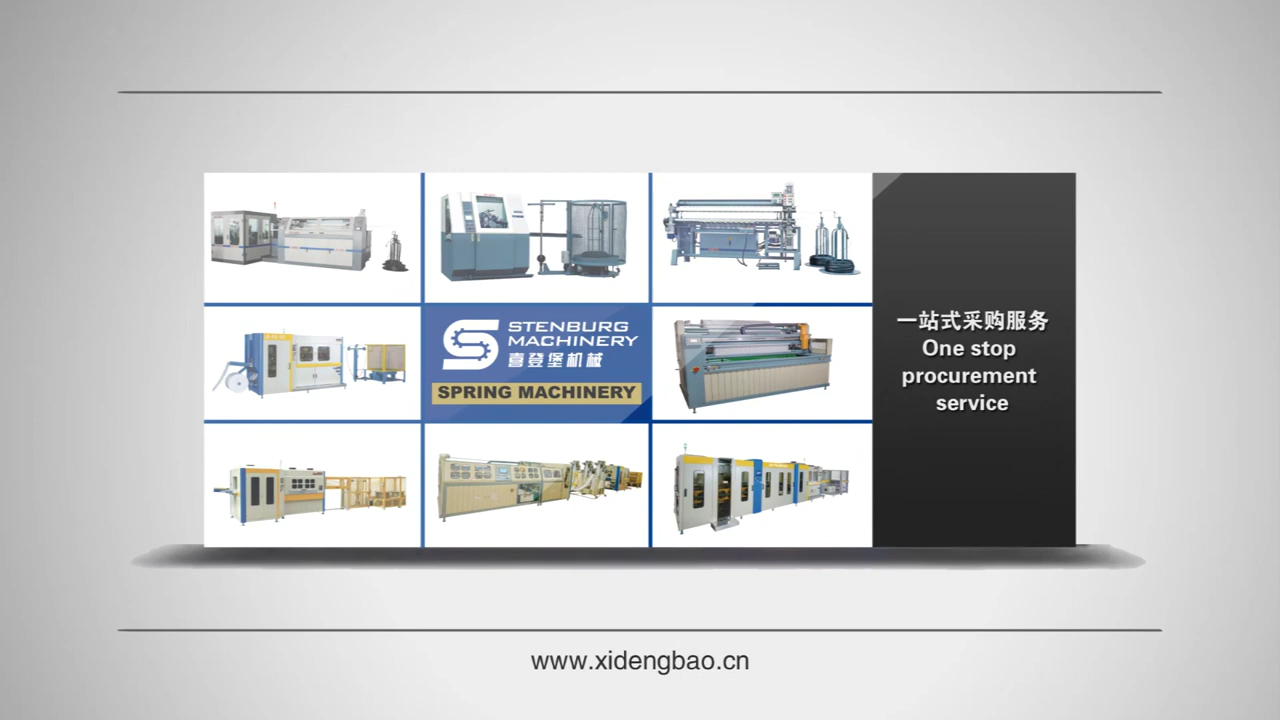 STENBURG
MACHINERY
喜登堡机械
SPRING MACHINERY
一站式采购服务
One stop
procurement
service
www.xidengbao.cn